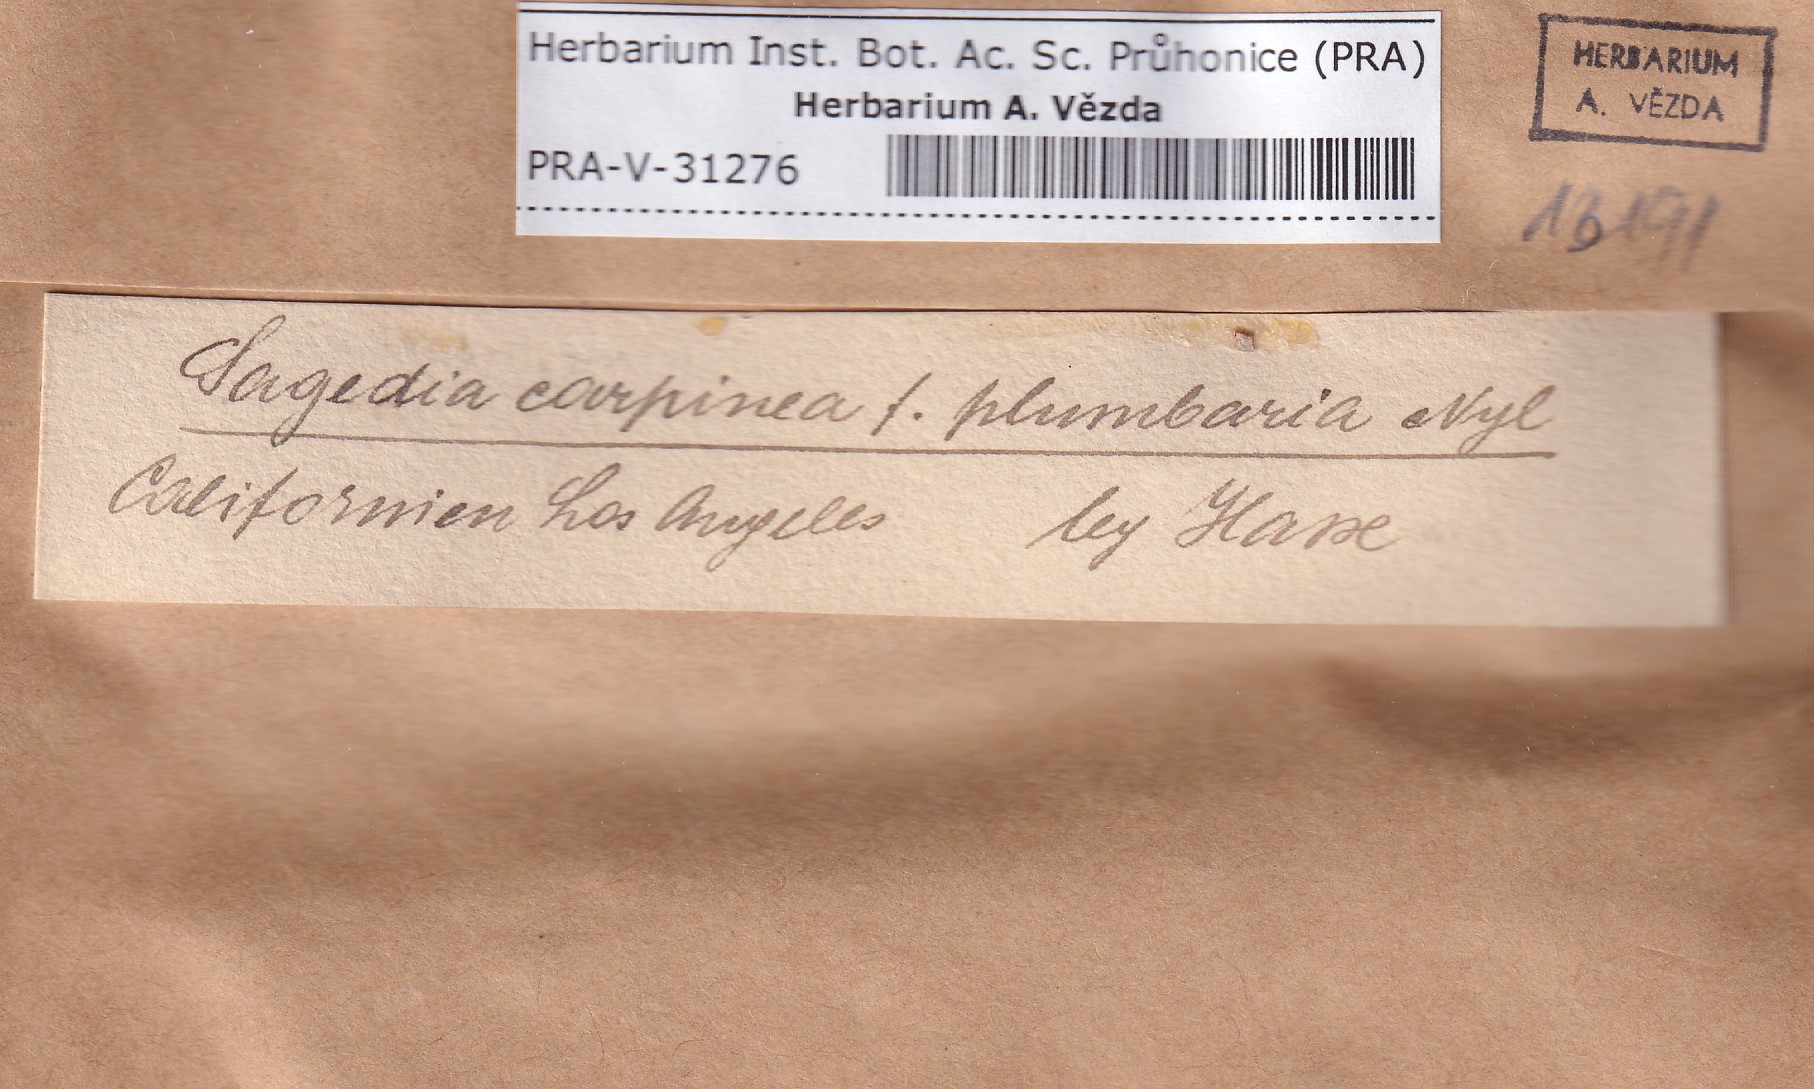 Herbarium Inst. Bot. Ac. Sc. Průhonice (PRA)
Herbarium A. Vězda
PRA-V-31276
HERBARIUM
A. VĚZDA
13191
Sagedia carpinea f. plumbaria Nyl
Californien Los Angeles leg Hasse